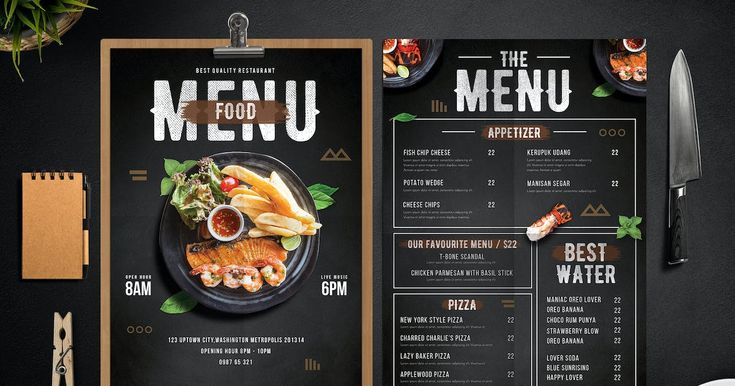 BEST QUALITY RESTAURANT
MENU
FOOD
OPEN HOUR
8AM
LIVE MUSIC
6PM
123 UPTOWN CITY,WASHINGTON METROPOLIS 201314
OPENING HOUR 8PM - 10PM
0987 65 321
THE
MENU
APPETIZER
FISH CHIP CHEESE 22
POTATO WEDGE 22
CHEESE CHIPS 22
KERUPUK UDANG 22
MANISAN SEGAR 22
OUR FAVOURITE MENU / $22
T-BONE SCANDAL
CHICKEN PARMESAN WITH BASIL STICK
PIZZA
NEW YORK STYLE PIZZA 22
CHARRED CHARLIE'S PIZZA 22
LAZY BAKER PIZZA 22
APPLEWOOD PIZZA 22
BEST
WATER
MANIAC OREO LOVER 22
OREO BANANA 22
CHOCO RUM PUNYA 22
STRAWBERRY BLOW 22
OREO BANANA 22
LOVER SODA 22
BLUE SUNRISING 22
HAPPY LOVER 22